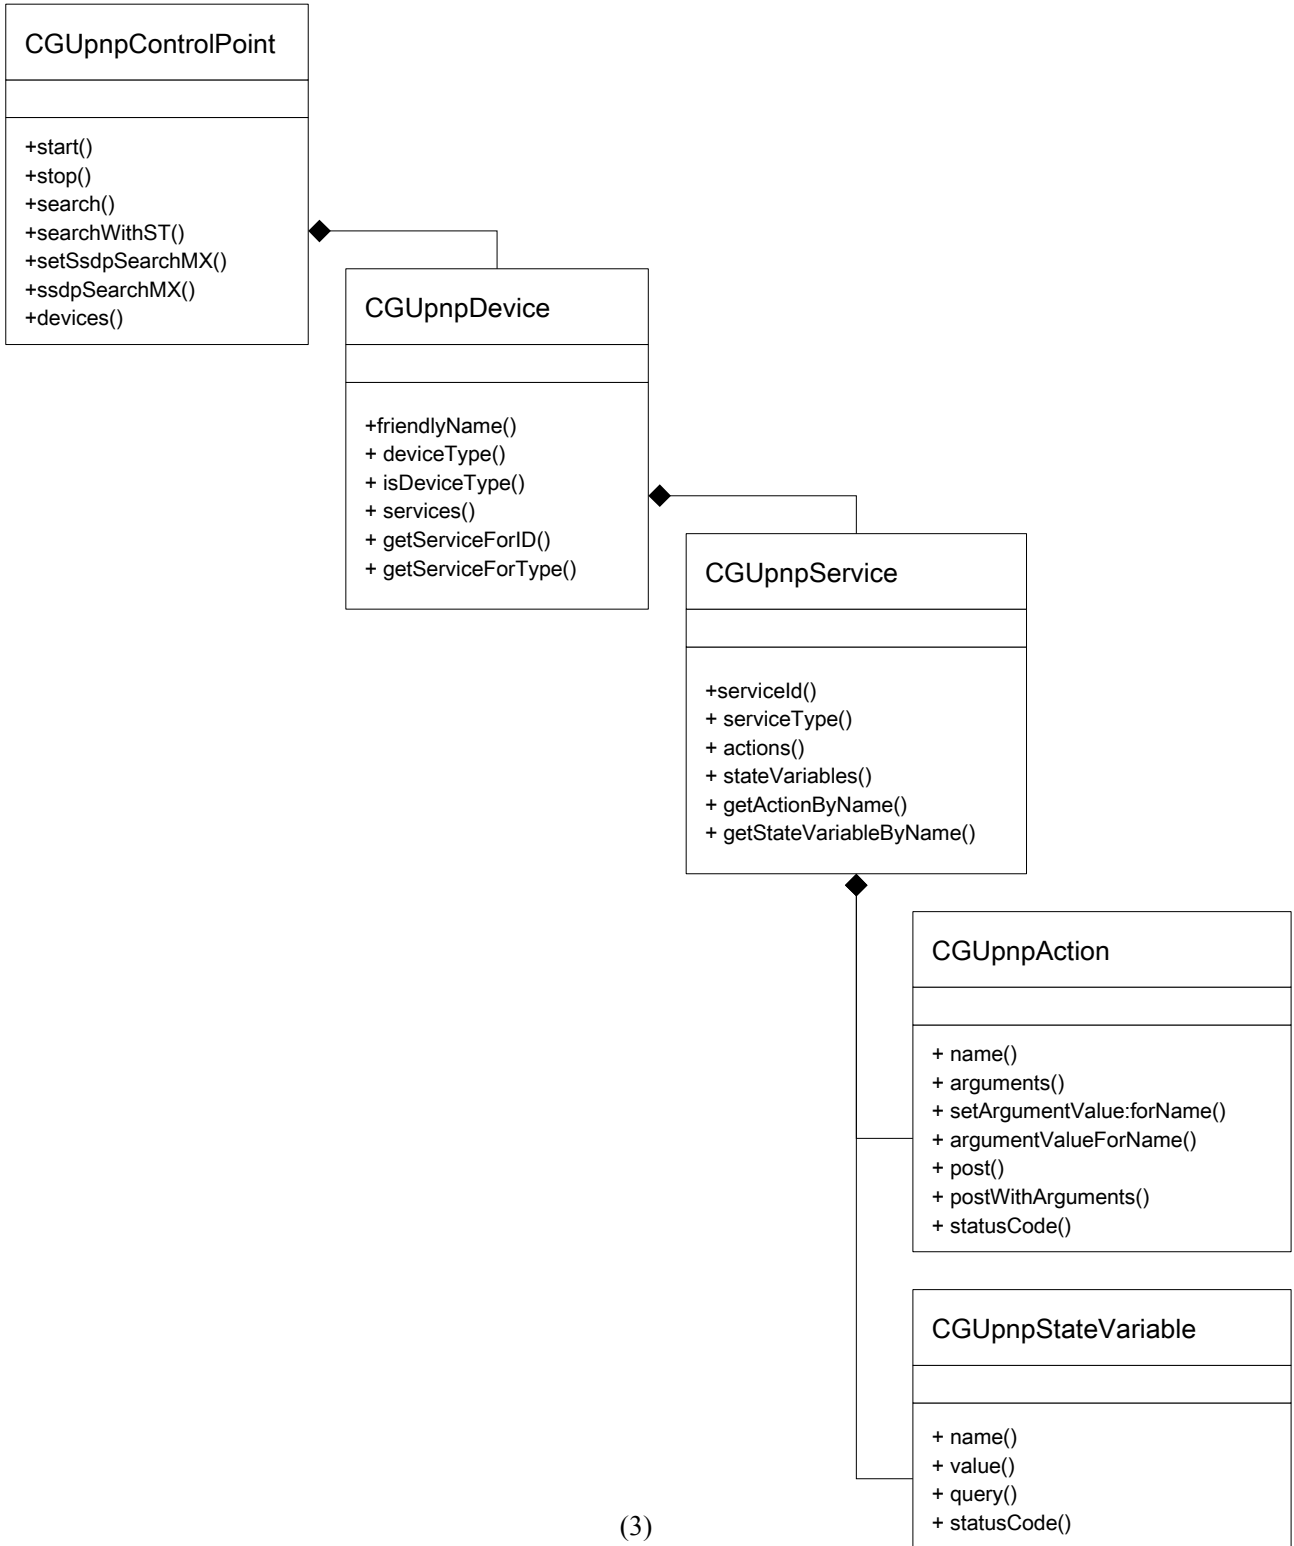 CGUpnpControlPoint
+start()
+stop()
+search()
+searchWithST()
+setSsdpSearchMX()
+ssdpSearchMX()
+devices()
CGUpnpDevice
+friendlyName()
+ deviceType()
+ isDeviceType()
+ services()
+ getServiceForID()
+ getServiceForType()
CGUpnpService
+serviceId()
+ serviceType()
+ actions()
+ stateVariables()
+ getActionByName()
+ getStateVariableByName()
CGUpnpAction
+ name()
+ arguments()
+ setArgumentValue:forName()
+ argumentValueForName()
+ post()
+ postWithArguments()
+ statusCode()
CGUpnpStateVariable
+ name()
+ value()
+ query()
+ statusCode()
(3)